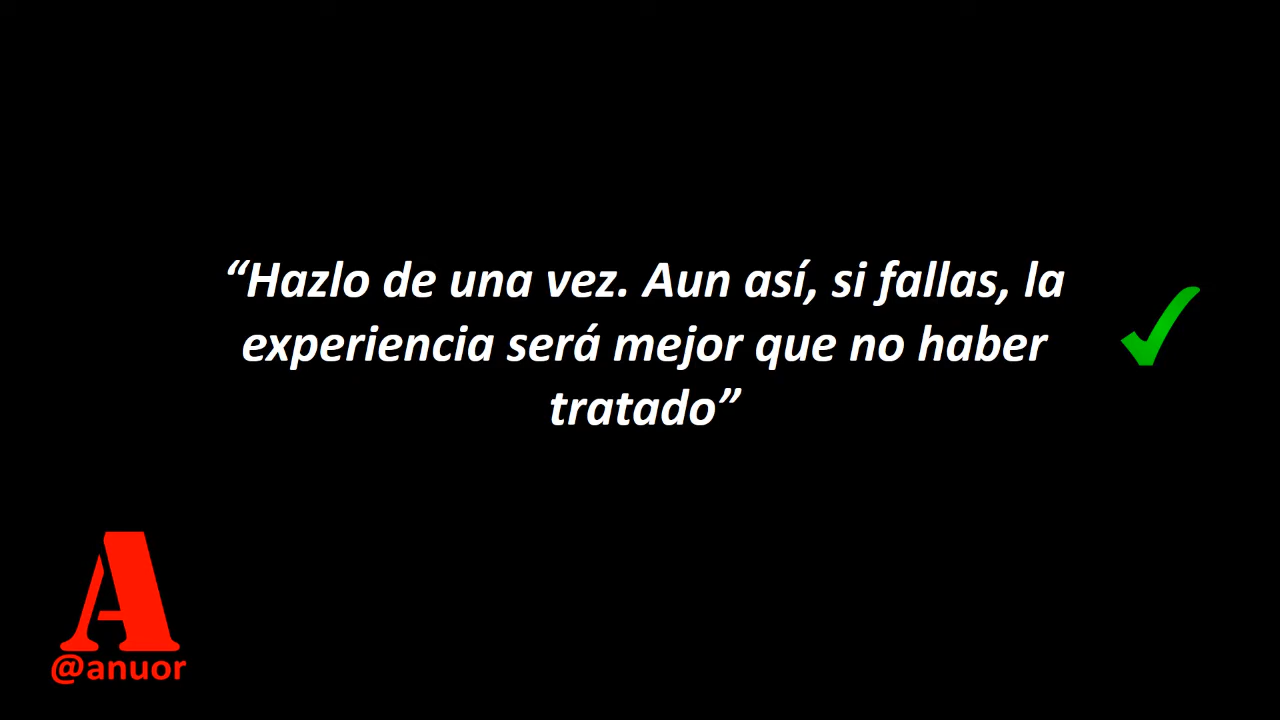 “Hazlo de una vez. Aun así, si fallas, la
experiencia será mejor que no haber
tratado”
A
@anuor